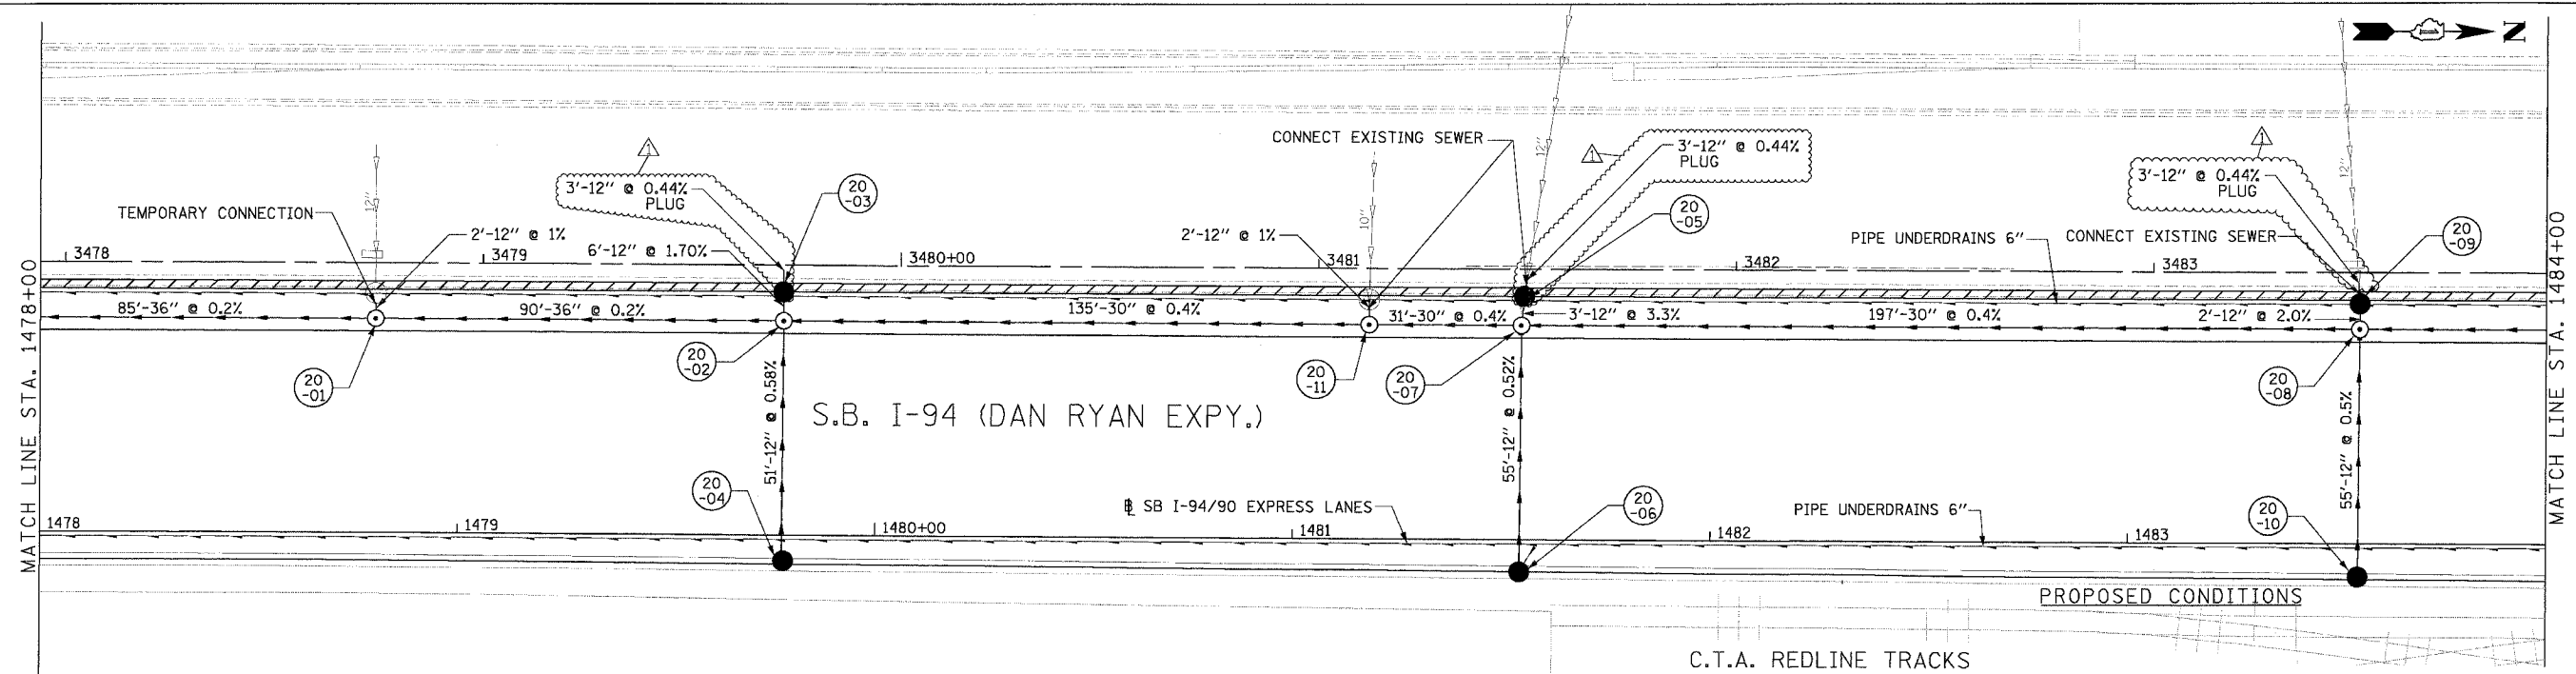 N
CONNECT EXISTING SEWER
12"
3'-12" @ 0.44%
PLUG
1
1
1
3'-12" @ 0.44%
PLUG
3'-12" @ 0.44%
PLUG
12"
12"
TEMPORARY CONNECTION
12"
10"
20
-03
20
-05
20
-09
2'-12" @ 1%
6'-12" @ 1.70%
2'-12" @ 1%
PIPE UNDERDRAINS 6"
CONNECT EXISTING SEWER
3478
3479
3480+00
3481
3482
3483
85'-36" @ 0.2%
90'-36" @ 0.2%
135'-30" @ 0.4%
31'-30" @ 0.4%
3'-12" @ 3.3%
197'-30" @ 0.4%
2'-12" @ 2.0%
20
-01
20
-02
20
-11
20
-07
20
-08
MATCH LINE STA. 1478+00
MATCH LINE STA. 1484+00
51'-12" @ 0.58%
55'-12" @ 0.52%
55'-12" @ 0.5%
S.B. I-94 (DAN RYAN EXPY.)
20
-04
20
-06
20
-10
SB I-94/90 EXPRESS LANES
PIPE UNDERDRAINS 6"
1478
1479
1480+00
1481
1482
1483
PROPOSED CONDITIONS
C.T.A. REDLINE TRACKS